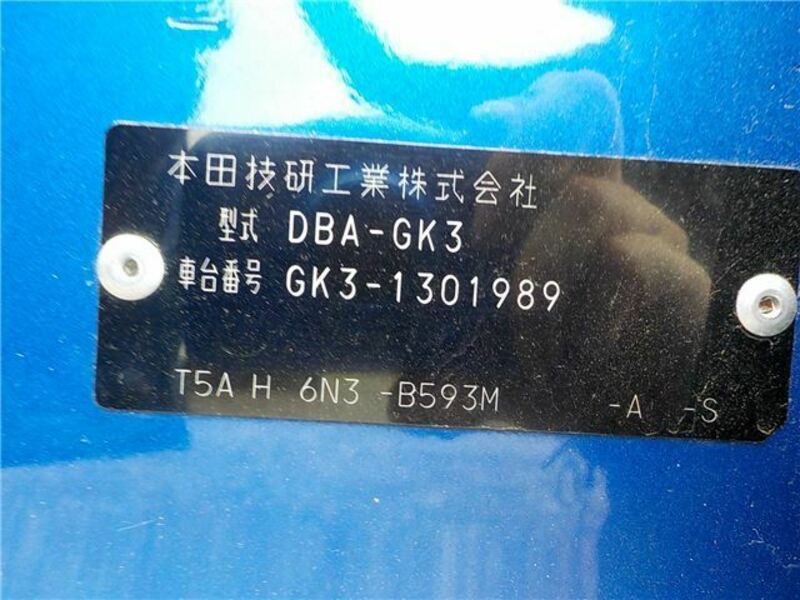 本田技研工業株式会社
型式 DBA-GK3
車台番号 GK3-1301989
T5A H 6N3 -B593M -A -S